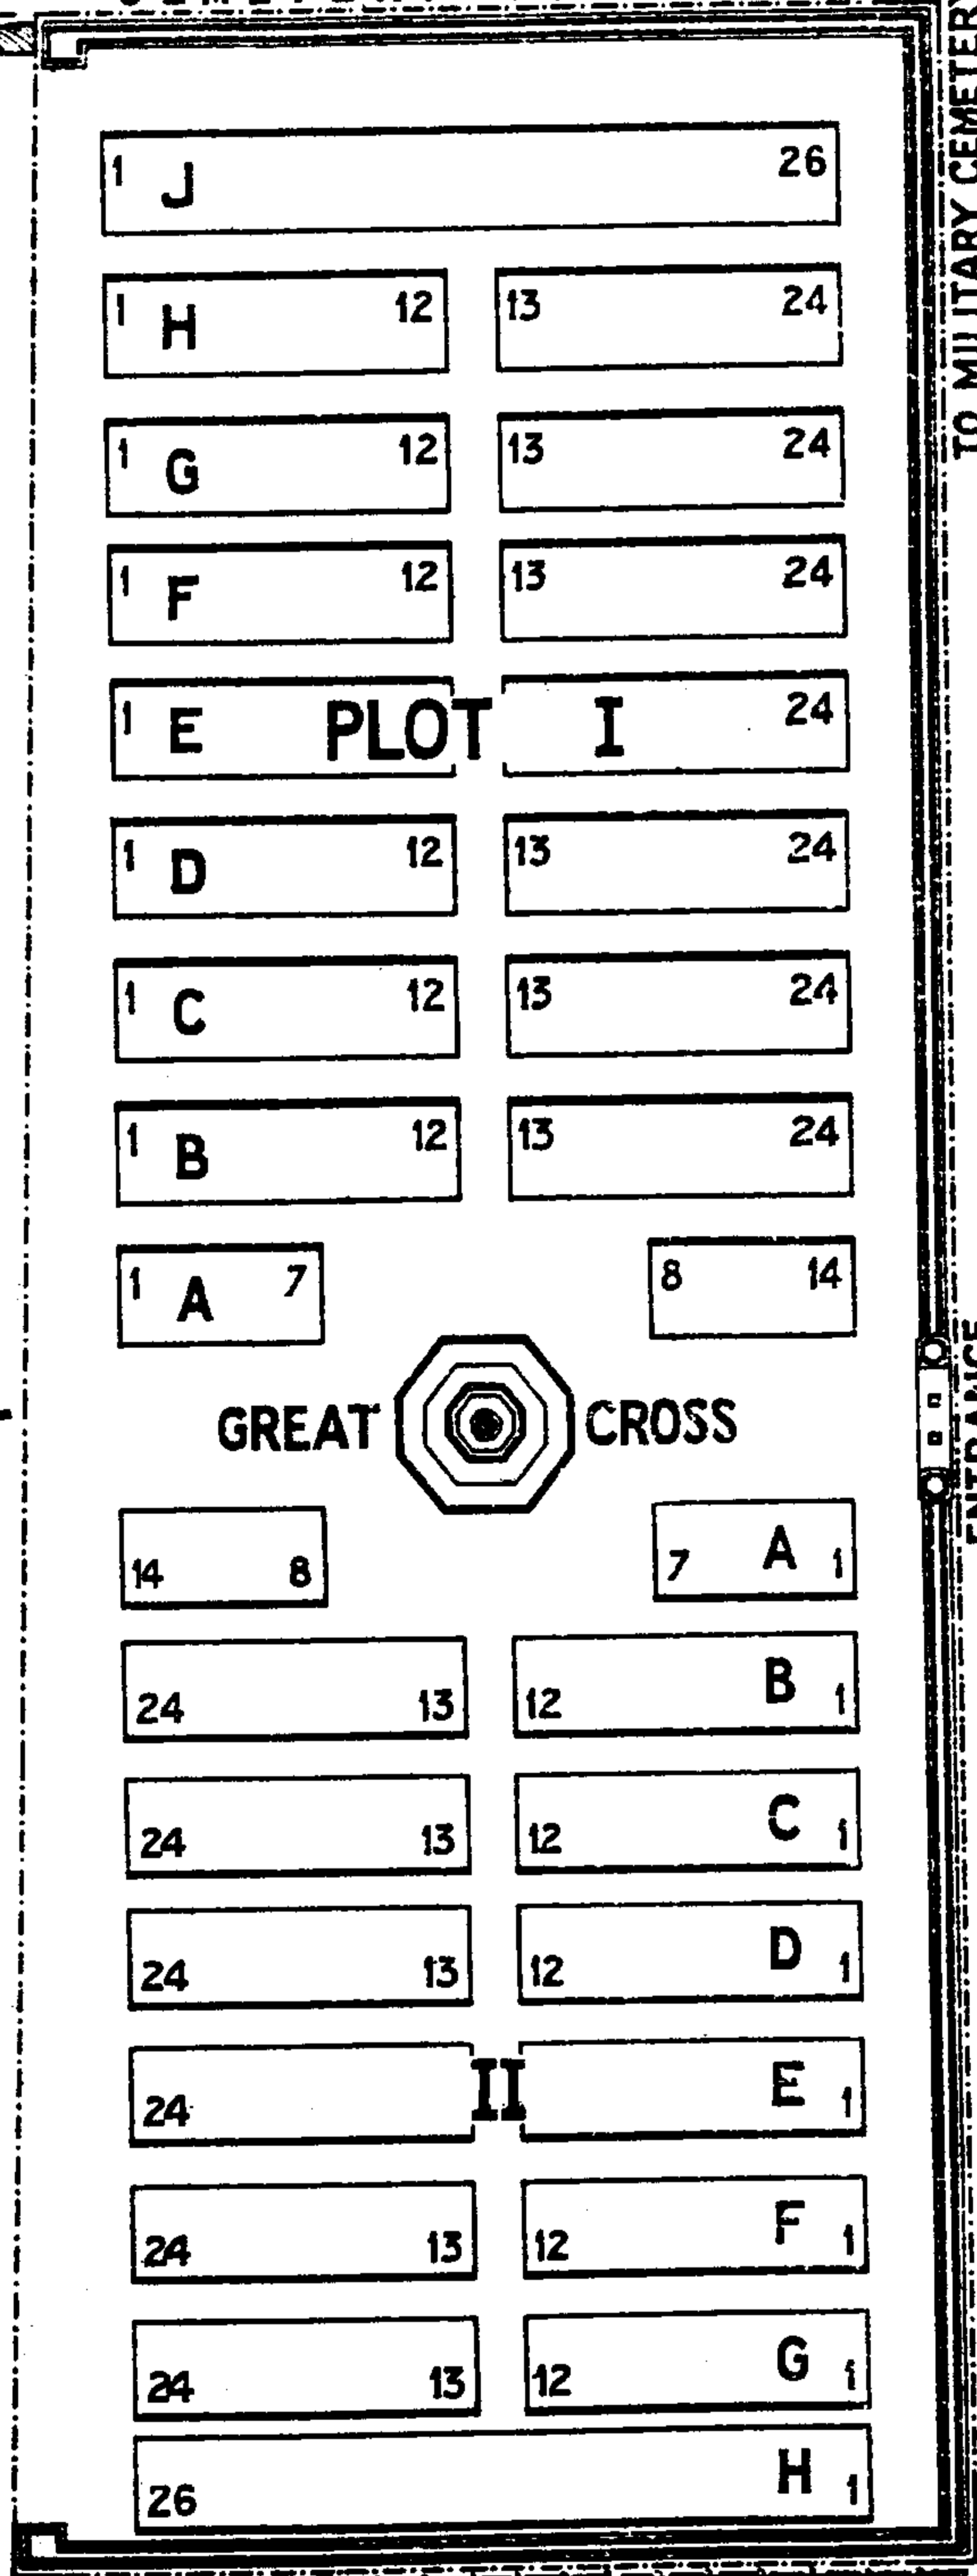 1 J 26
1 H 12 13 24
1 G 12 13 24
1 F 12 13 24
1 E PLOT I 24
1 D 12 13 24
1 C 12 13 24
1 B 12 13 24
1 A 7 8 14
GREAT CROSS
14 8 7 A 1
24 13 12 B 1
24 13 12 C 1
24 13 12 D 1
24 II E 1
24 13 12 F 1
24 13 12 G 1
26 H 1
TO MILITARY CEMETERY
ENTRANCE